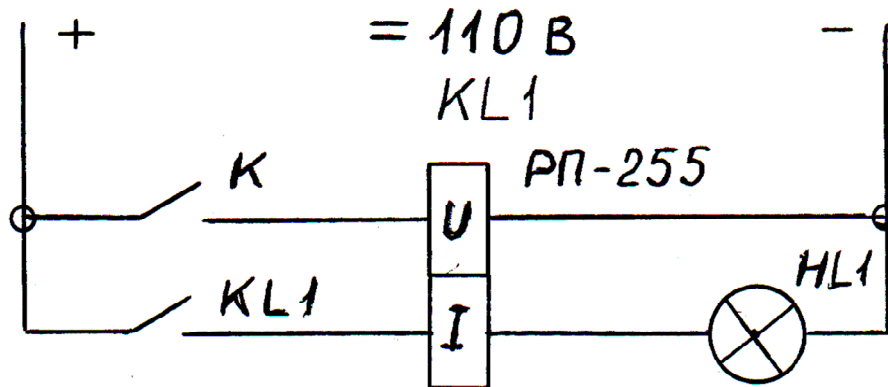 + = 110 В -
KL1
K РП-255
U
HL1
KL1
I